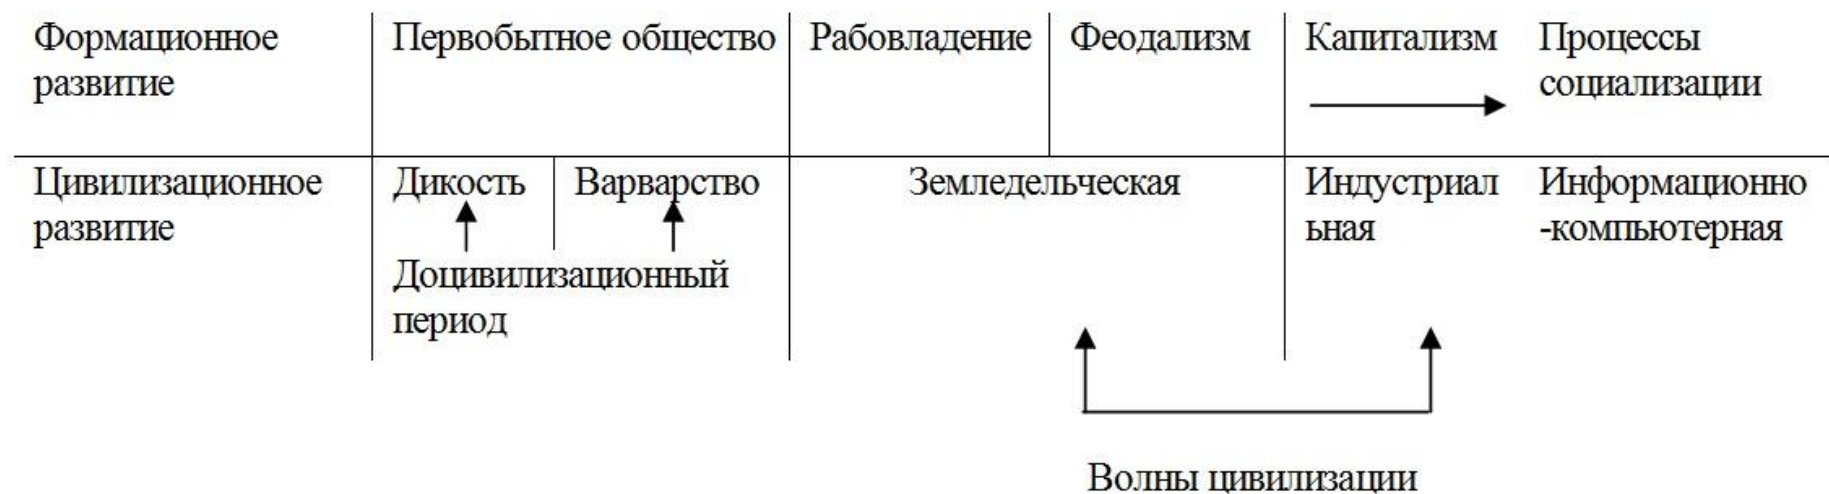 Формационное развитие
Первобытное общество
Рабовладение
Феодализм
Капитализм
Процессы социализации
Цивилизационное развитие
Дикость
Варварство
Доцивилизационный период
Земледельческая
Индустриал
ьная
Информационно
-компьютерная
Волны цивилизации